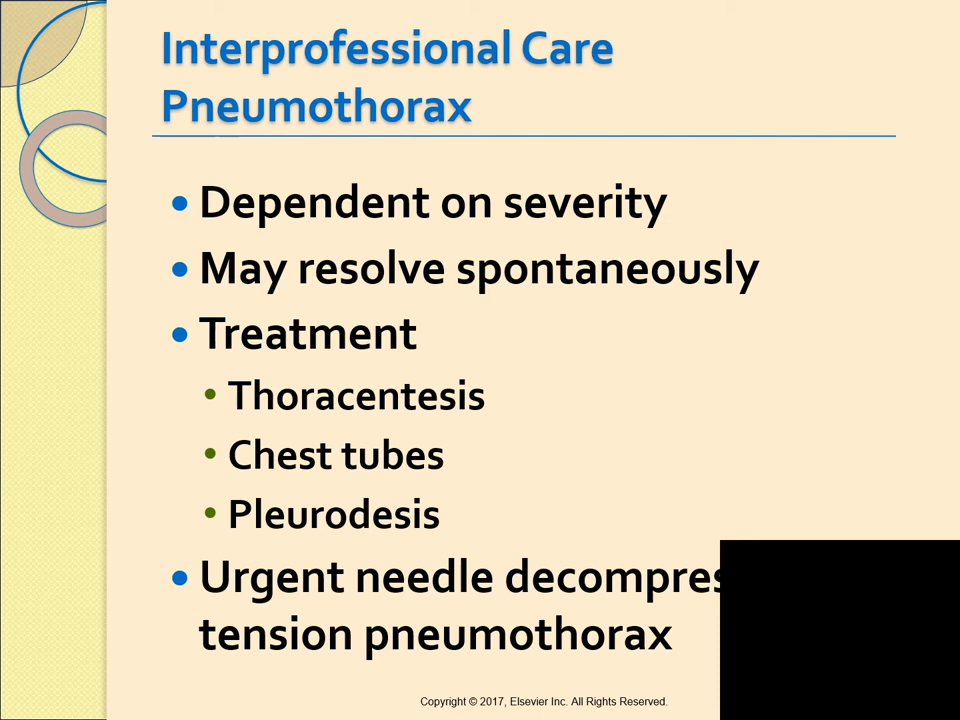 Interprofessional Care
Pneumothorax
Dependent on severity
May resolve spontaneously
Treatment
Thoracentesis
Chest tubes
Pleurodesis
Urgent needle
tension pneumothorax
Copyright © 2017, Elsevier Inc. All Rights Reserved.